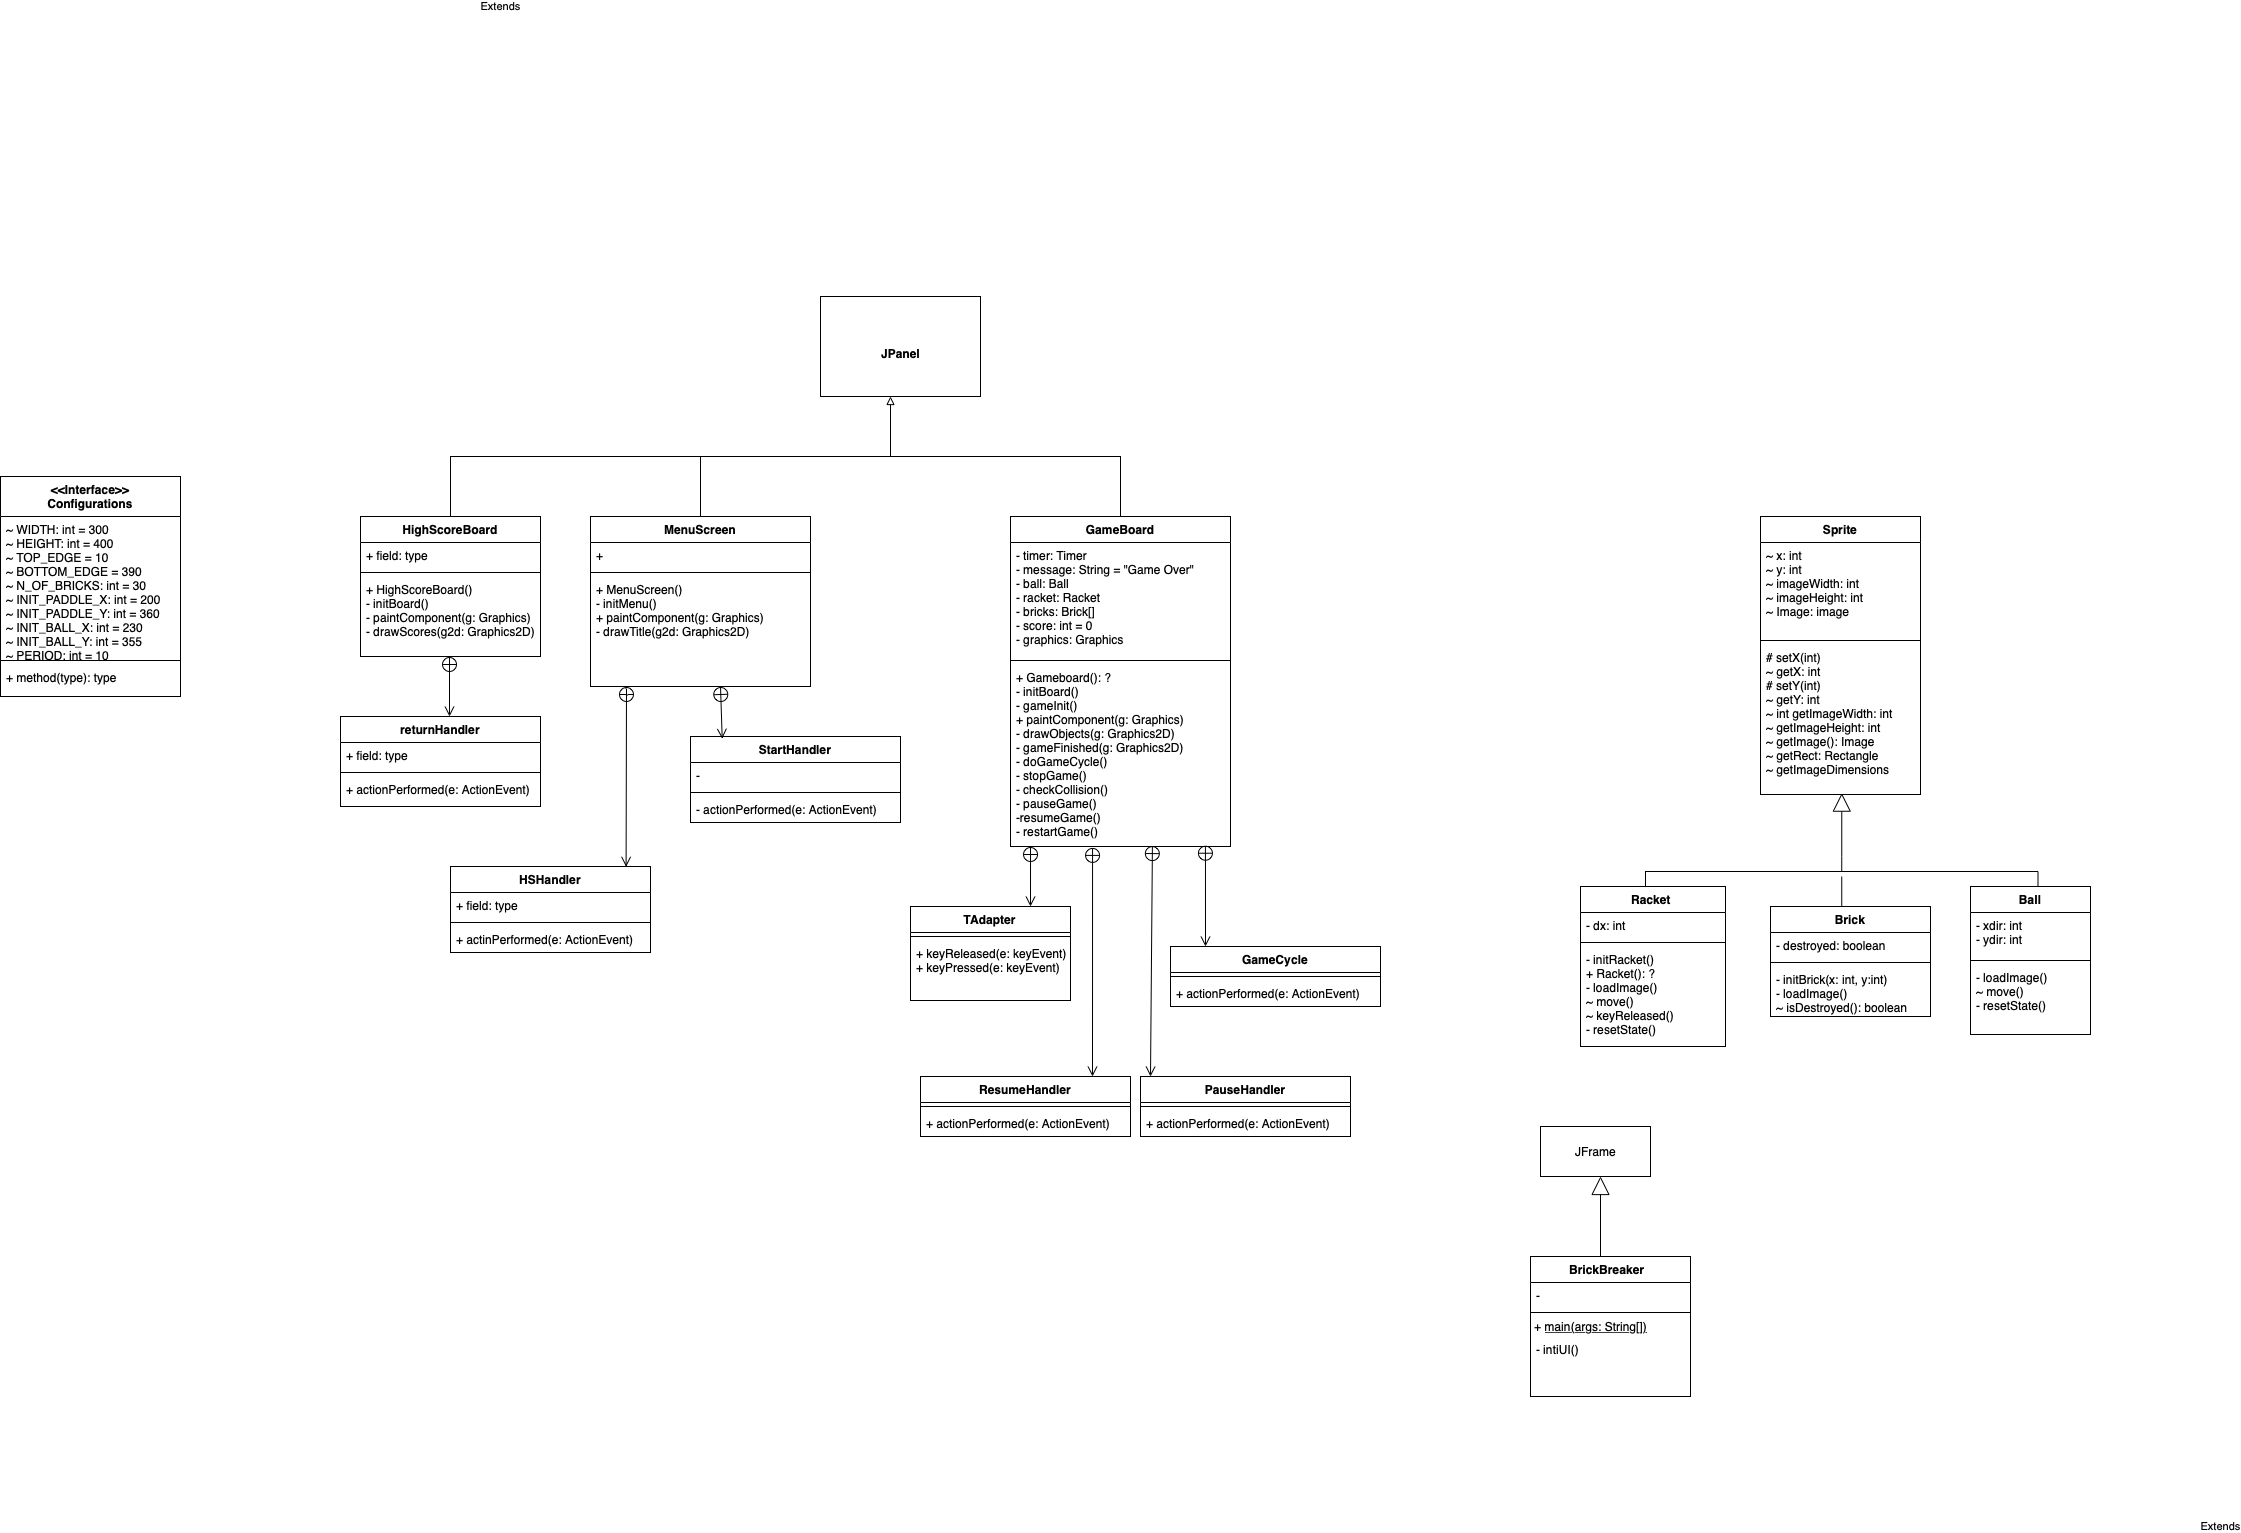 Extends
JPanel
<<Interface>>
Configurations
~ WIDTH: int = 300
~ HEIGHT: int = 400
~ TOP_EDGE = 10
~ BOTTOM_EDGE = 390
~ N_OF_BRICKS: int = 30
~ INIT_PADDLE_X: int = 200
~ INIT_PADDLE_Y: int = 360
~ INIT_BALL_X: int = 230
~ INIT_BALL_Y: int = 355
~ PERIOD: int = 10
+ method(type): type
HighScoreBoard
+ field: type
+ HighScoreBoard()
- initBoard()
- paintComponent(g: Graphics)
- drawScores(g2d: Graphics2D)
returnHandler
+ field: type
+ actionPerformed(e: ActionEvent)
MenuScreen
+
+ MenuScreen()
- initMenu()
+ paintComponent(g: Graphics)
- drawTitle(g2d: Graphics2D)
StartHandler
-
- actionPerformed(e: ActionEvent)
HSHandler
+ field: type
+ actinPerformed(e: ActionEvent)
GameBoard
- timer: Timer
- message: String = "Game Over"
- ball: Ball
- racket: Racket
- bricks: Brick[]
- score: int = 0
- graphics: Graphics
+ Gameboard(): ?
- initBoard()
- gameInit()
+ paintComponent(g: Graphics)
- drawObjects(g: Graphics2D)
- gameFinished(g: Graphics2D)
- doGameCycle()
- stopGame()
- checkCollision()
- pauseGame()
-resumeGame()
- restartGame()
TAdapter
+ keyReleased(e: keyEvent)
+ keyPressed(e: keyEvent)
GameCycle
+ actionPerformed(e: ActionEvent)
ResumeHandler
+ actionPerformed(e: ActionEvent)
PauseHandler
+ actionPerformed(e: ActionEvent)
Sprite
~ x: int
~ y: int
~ imageWidth: int
~ imageHeight: int
~ Image: image
# setX(int)
~ getX: int
# setY(int)
~ getY: int
~ int getImageWidth: int
~ getImageHeight: int
~ getImage(): Image
~ getRect: Rectangle
~ getImageDimensions
Racket
- dx: int
- initRacket()
+ Racket(): ?
- loadImage()
~ move()
~ keyReleased()
- resetState()
Brick
- destroyed: boolean
- initBrick(x: int, y:int)
- loadImage()
~ isDestroyed(): boolean
Ball
- xdir: int
- ydir: int
- loadImage()
~ move()
- resetState()
JFrame
BrickBreaker
-
+ main(args: String[])
- intiUI()
Extends